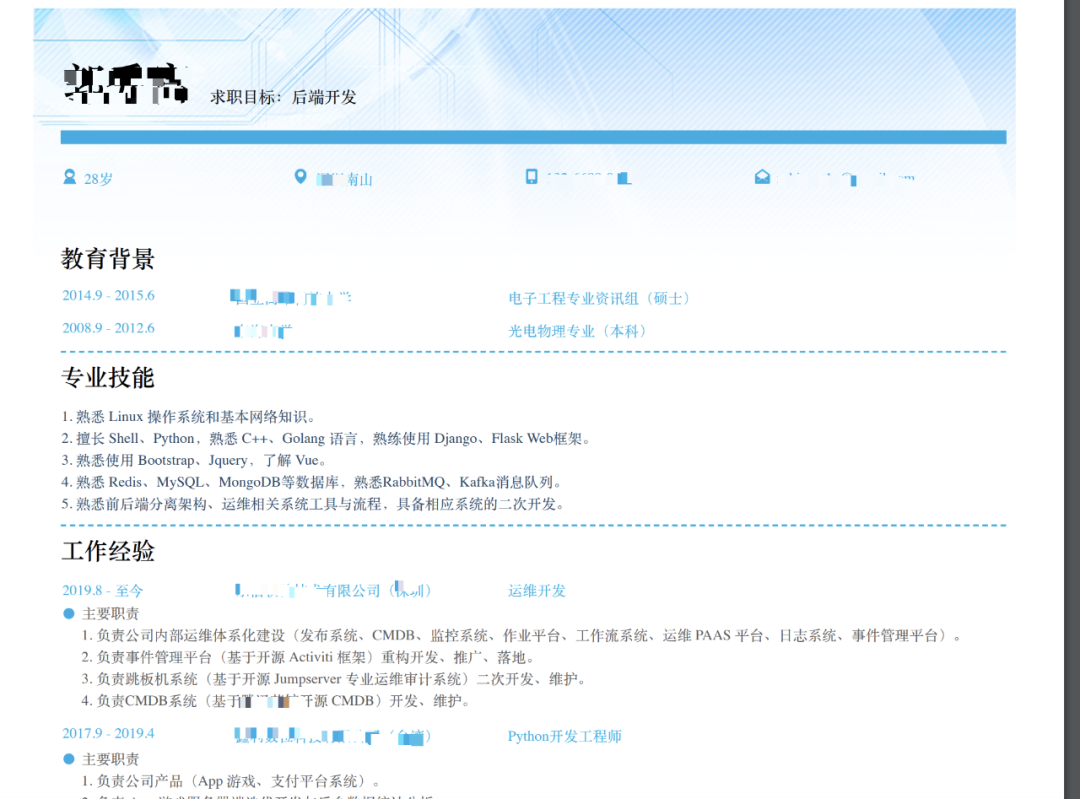 求职目标：后端开发
28岁
南山
教育背景
2014.9 - 2015.6 电子工程专业资讯组（硕士）
2008.9 - 2012.6 光电物理专业（本科）
专业技能
1. 熟悉 Linux 操作系统和基本网络知识。
2. 擅长 Shell、Python，熟悉 C++、Golang 语言，熟练使用 Django、Flask Web框架。
3. 熟悉使用 Bootstrap、Jquery，了解 Vue。
4. 熟悉 Redis、MySQL、MongoDB等数据库，熟悉RabbitMQ、Kafka消息队列。
5. 熟悉前后端分离架构、运维相关系统工具与流程，具备相应系统的二次开发。
工作经验
2019.8 - 至今 有限公司（ 圳） 运维开发
主要职责
1. 负责公司内部运维体系化建设（发布系统、CMDB、监控系统、作业平台、工作流系统、运维 PAAS 平台、日志系统、事件管理平台）。
2. 负责事件管理平台（基于开源 Activiti 框架）重构开发、推广、落地。
3. 负责跳板机系统（基于开源 Jumpserver 专业运维审计系统）二次开发、维护。
4. 负责CMDB系统（基于 开源 CMDB）开发、维护。
2017.9 - 2019.4 Python开发工程师
主要职责
1. 负责公司产品（App 游戏、支付平台系统）。